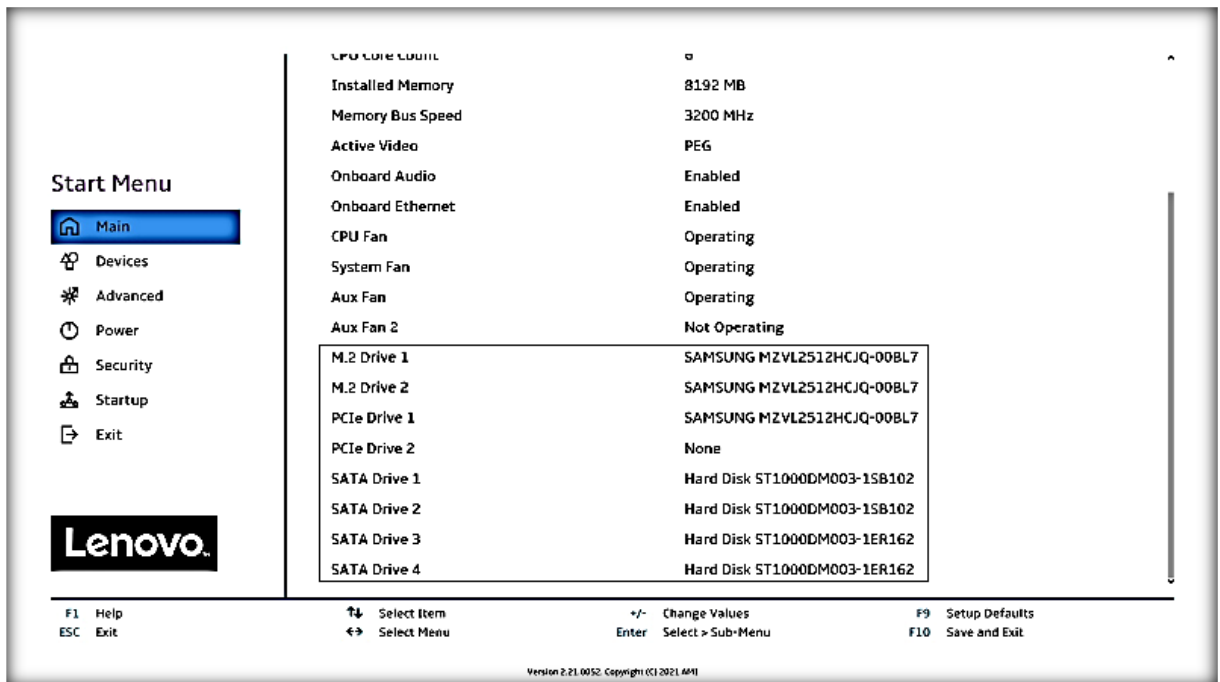 CPU Core Count 6
Installed Memory 8192 MB
Memory Bus Speed 3200 MHz
Active Video PEG
Onboard Audio Enabled
Onboard Ethernet Enabled
CPU Fan Operating
System Fan Operating
Aux Fan Operating
Aux Fan 2 Not Operating
M.2 Drive 1 SAMSUNG MZVL2512HCJQ-00BL7
M.2 Drive 2 SAMSUNG MZVL2512HCJQ-00BL7
PCIe Drive 1 SAMSUNG MZVL2512HCJQ-00BL7
PCIe Drive 2 None
SATA Drive 1 Hard Disk ST1000DM003-1SB102
SATA Drive 2 Hard Disk ST1000DM003-1SB102
SATA Drive 3 Hard Disk ST1000DM003-1ER162
SATA Drive 4 Hard Disk ST1000DM003-1ER162
Start Menu
Main
Devices
Advanced
Power
Security
Startup
Exit
Lenovo
F1 Help ↑↓ Select Item +/- Change Values F9 Setup Defaults
ESC Exit ←→ Select Menu Enter Select > Sub-Menu F10 Save and Exit
Version 2.21.0052. Copyright (C) 2021 AMI